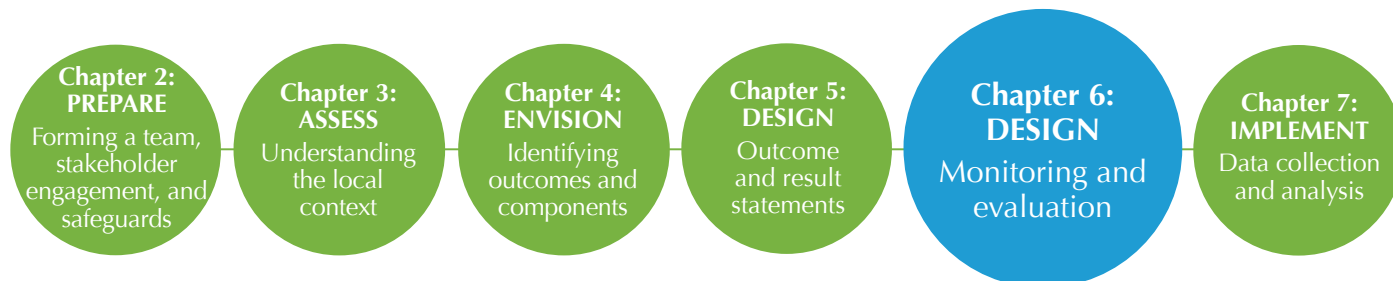 Chapter 2:
PREPARE
Forming a team,
stakeholder
engagement, and
safeguards
Chapter 3:
ASSESS
Understanding
the local
context
Chapter 4:
ENVISION
Identifying
outcomes and
components
Chapter 5:
DESIGN
Outcome
and result
statements
Chapter 6:
DESIGN
Monitoring and
evaluation
Chapter 7:
IMPLEMENT
Data collection
and analysis